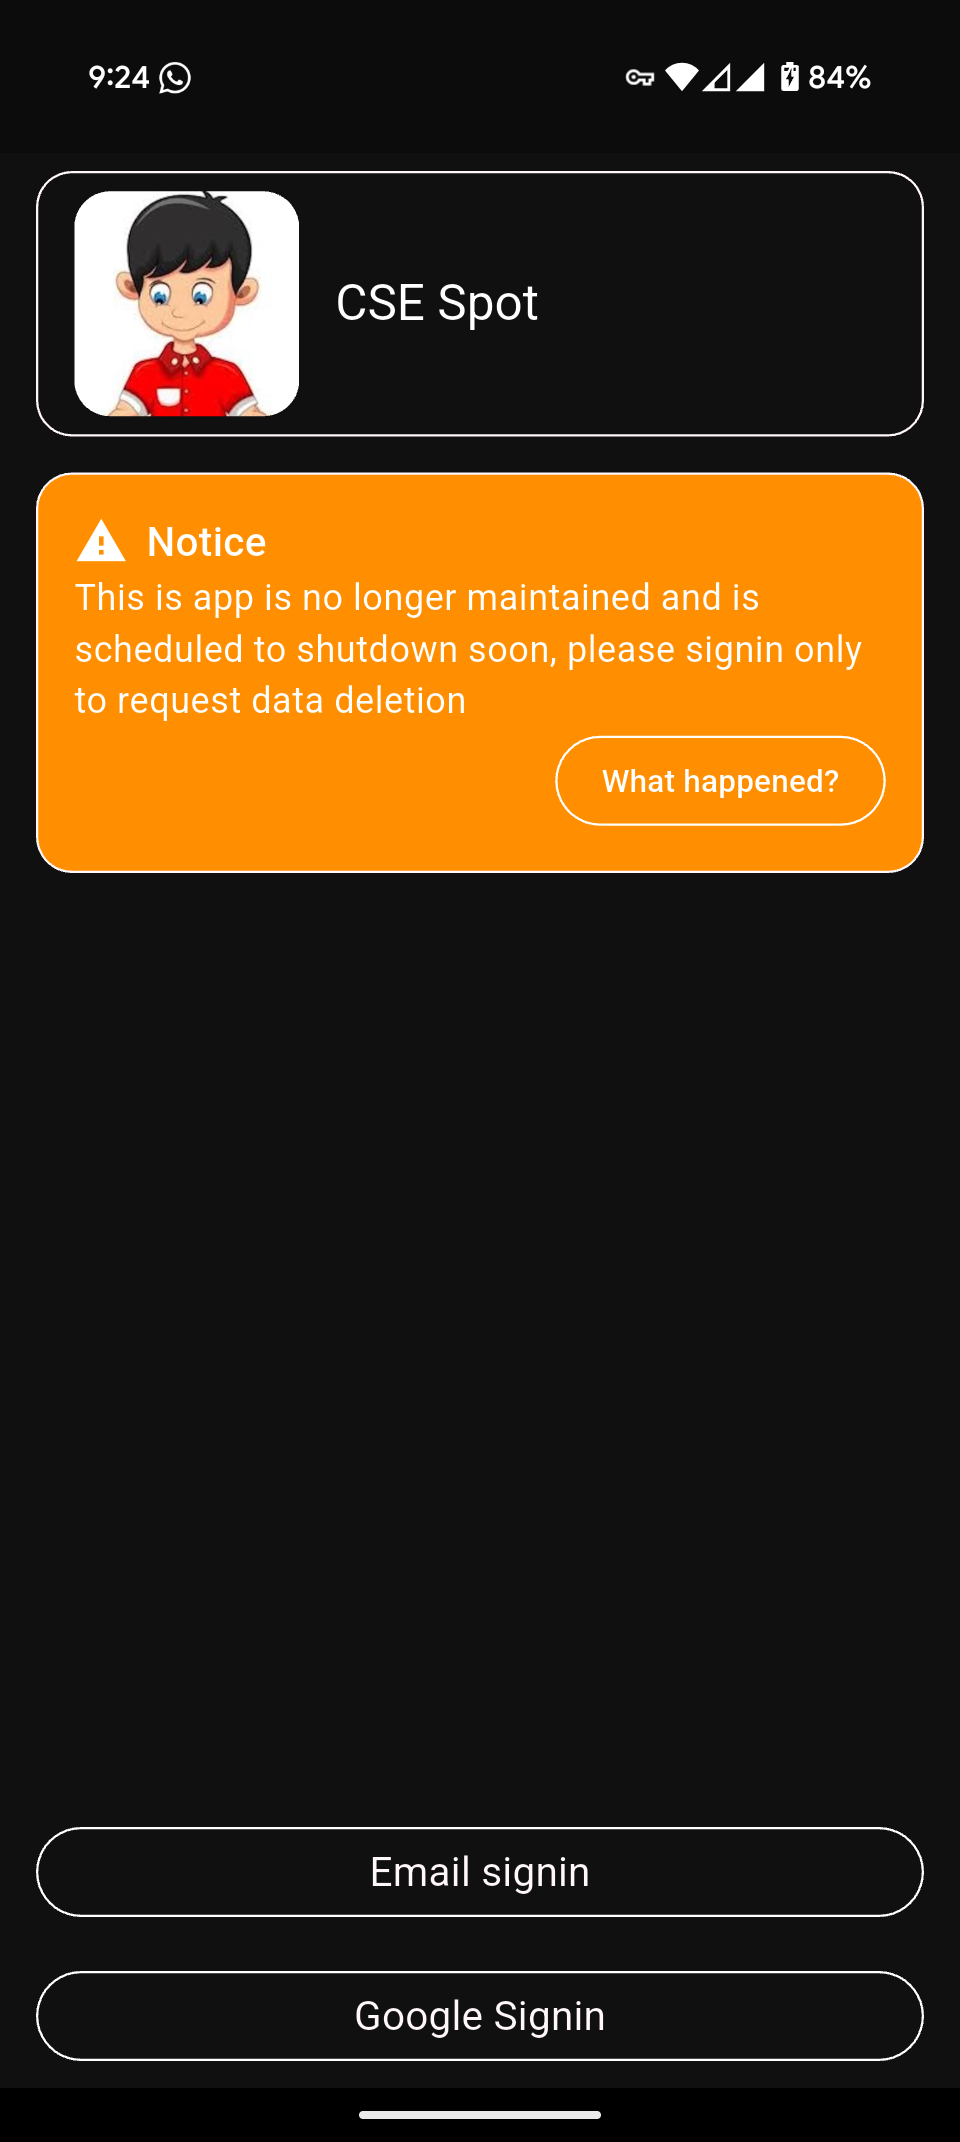 9:24
84%
CSE Spot
Notice
This is app is no longer maintained and is
scheduled to shutdown soon, please signin only
to request data deletion
What happened?
Email signin
Google Signin